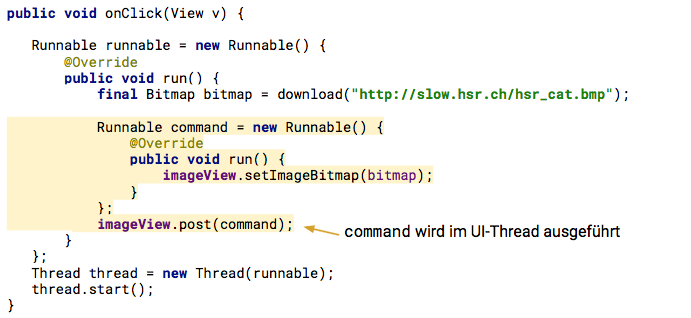 public void onClick(View v) {
Runnable runnable = new Runnable() {
@Override
public void run() {
final Bitmap bitmap = download("http://slow.hsr.ch/hsr_cat.bmp");
Runnable command = new Runnable() {
@Override
public void run() {
imageView.setImageBitmap(bitmap);
}
};
imageView.post(command);
command wird im UI-Thread ausgeführt
}
};
Thread thread = new Thread(runnable);
thread.start();
}